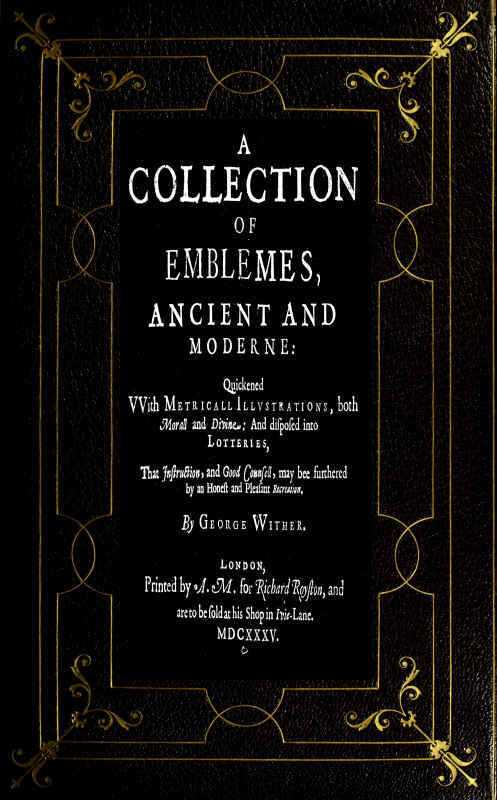 A
COLLECTION
OF
EMBLEMES,
ANCIENT AND
MODERNE:
Quickened
VVith METRICALL ILLVSTRATIONS, both
Morall and Divine: And diſpoſed into
LOTTERIES,
That Inſtruction, and Good Counſell, may bee furthered
by an Honeſt and Pleaſant Recreation.
By GEORGE WITHER.
LONDON,
Printed by A. M. for Richard Royſton, and
are to be ſold at his Shop in Ivie-Lane.
MDCXXXV.